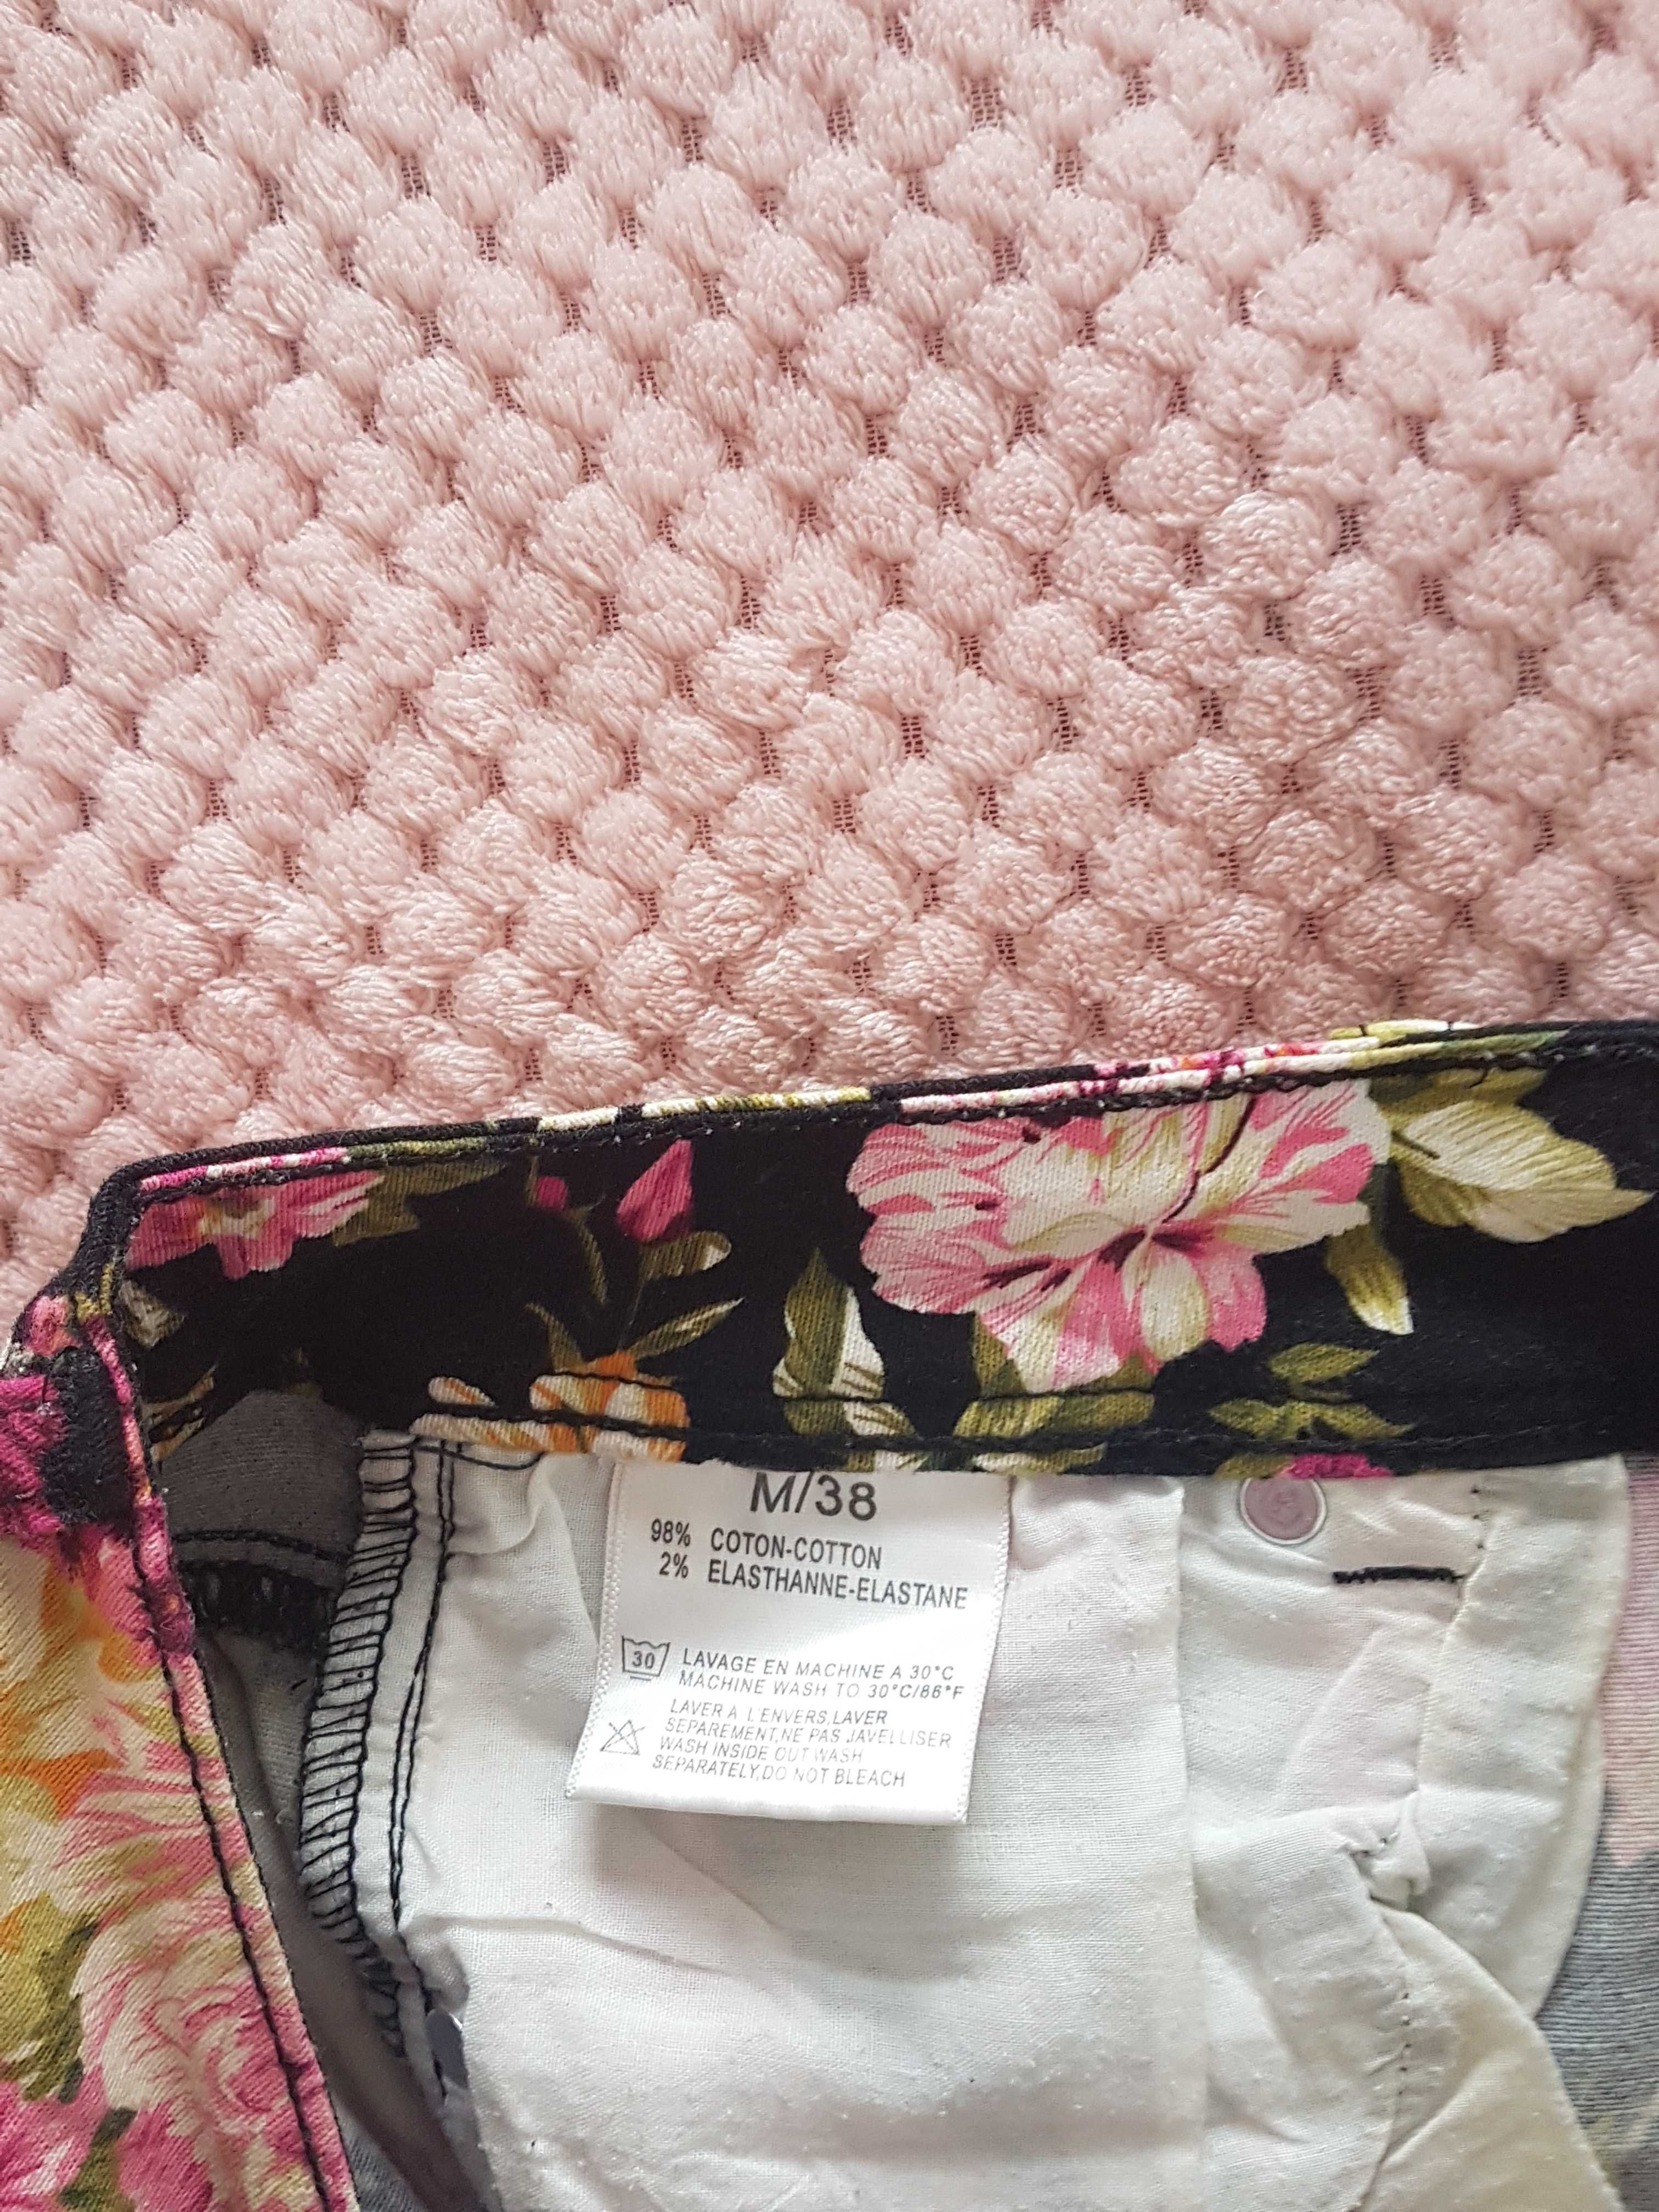 M/38
98% COTON-COTTON
2% ELASTHANNE-ELASTANE
30 LAVAGE EN MACHINE A 30°C
MACHINE WASH TO 30°C/86°F
LAVER A L'ENVERS,LAVER
SEPAREMENT,NE PAS JAVELLISER
WASH INSIDE OUT WASH
SEPARATELY,DO NOT BLEACH